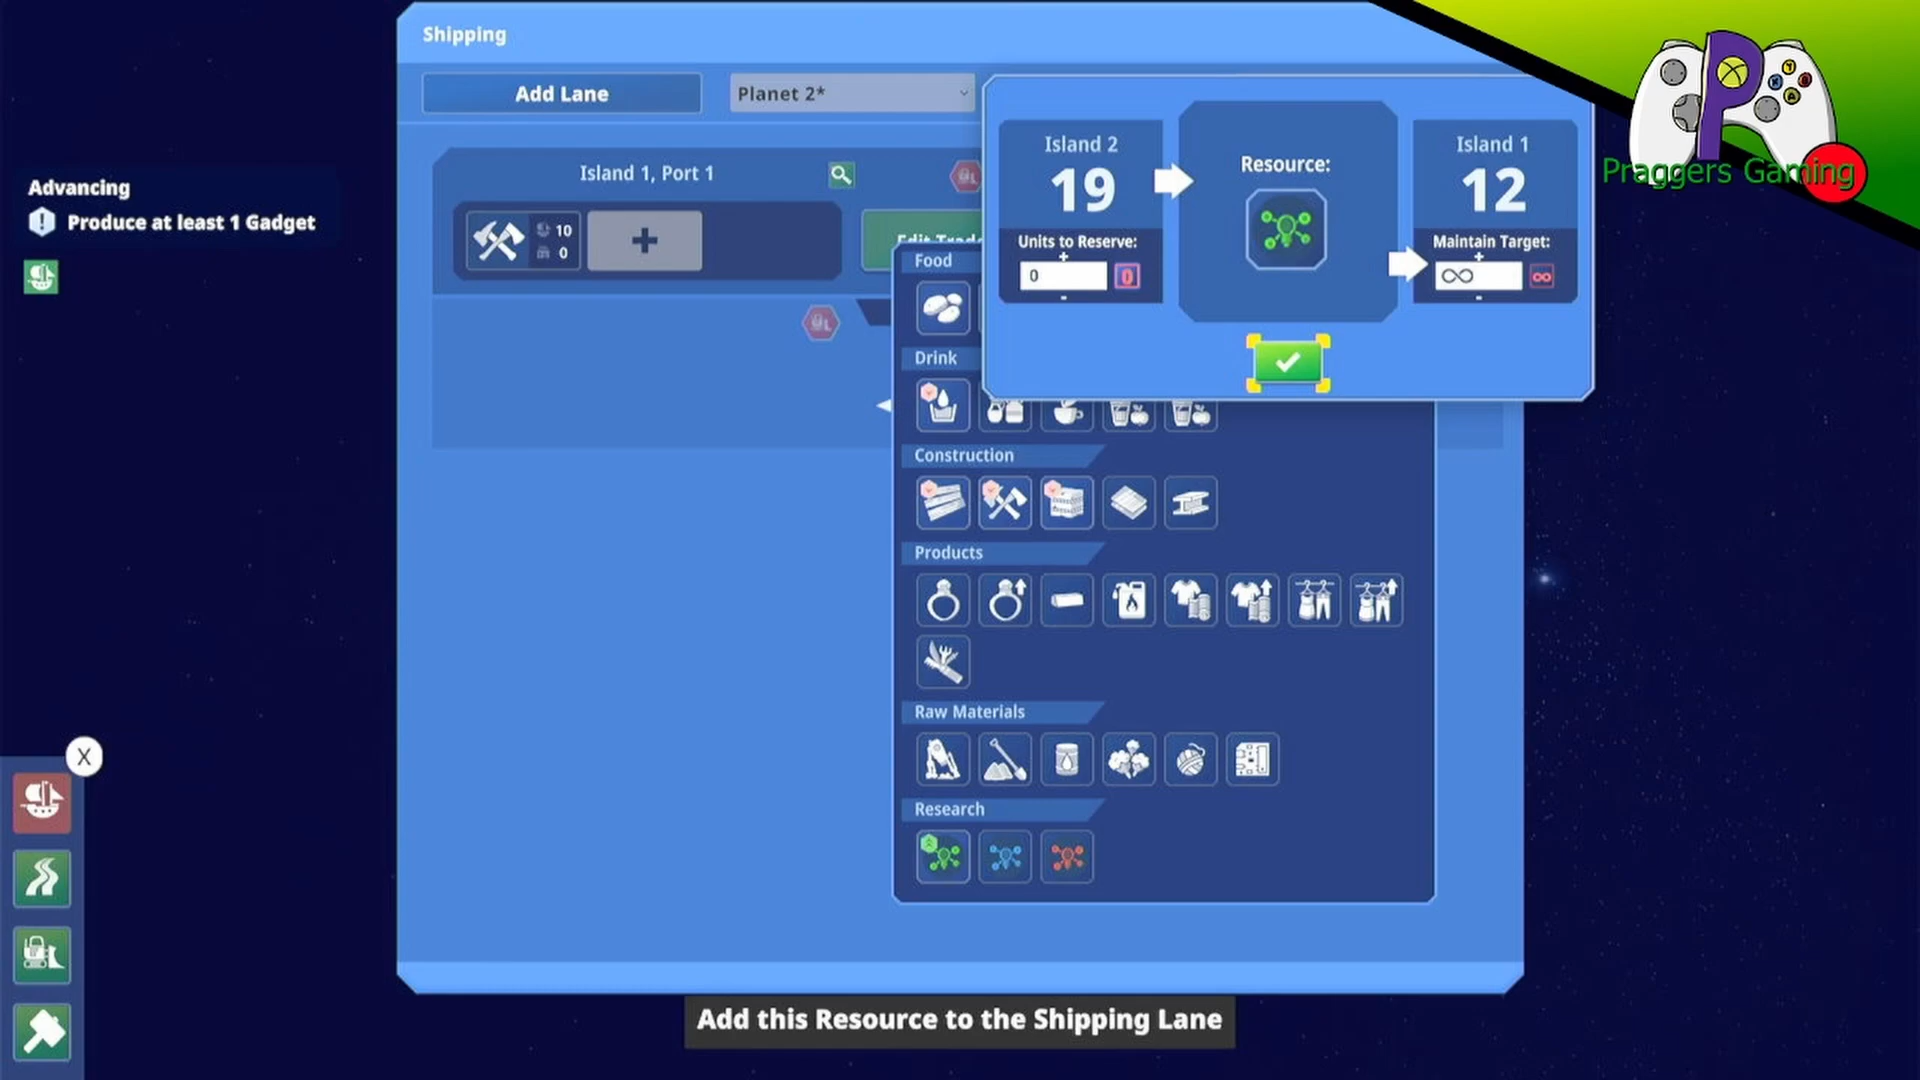 Shipping
Add Lane
Planet 2*
Praggers Gaming
Island 2
19
Resource:
Island 1
12
Units to Reserve:
+
0
0
-
Maintain Target:
+
∞
∞
-
Island 1, Port 1
10
0
+
Advancing
Produce at least 1 Gadget
Edit Trade
Food
Drink
Construction
Products
Raw Materials
Research
X
Add this Resource to the Shipping Lane